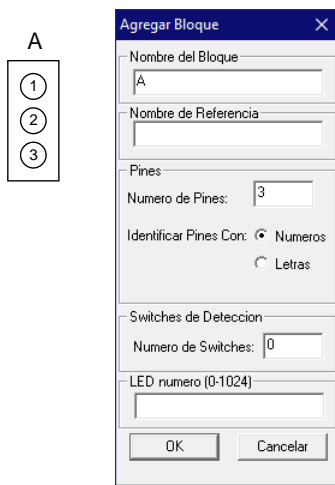 A
1
2
3
Agregar Bloque
Nombre del Bloque
A
Nombre de Referencia
Pines
Numero de Pines: 3
Identificar Pines Con: Numeros
Letras
Switches de Deteccion
Numero de Switches: 0
LED numero (0-1024)
OK Cancelar